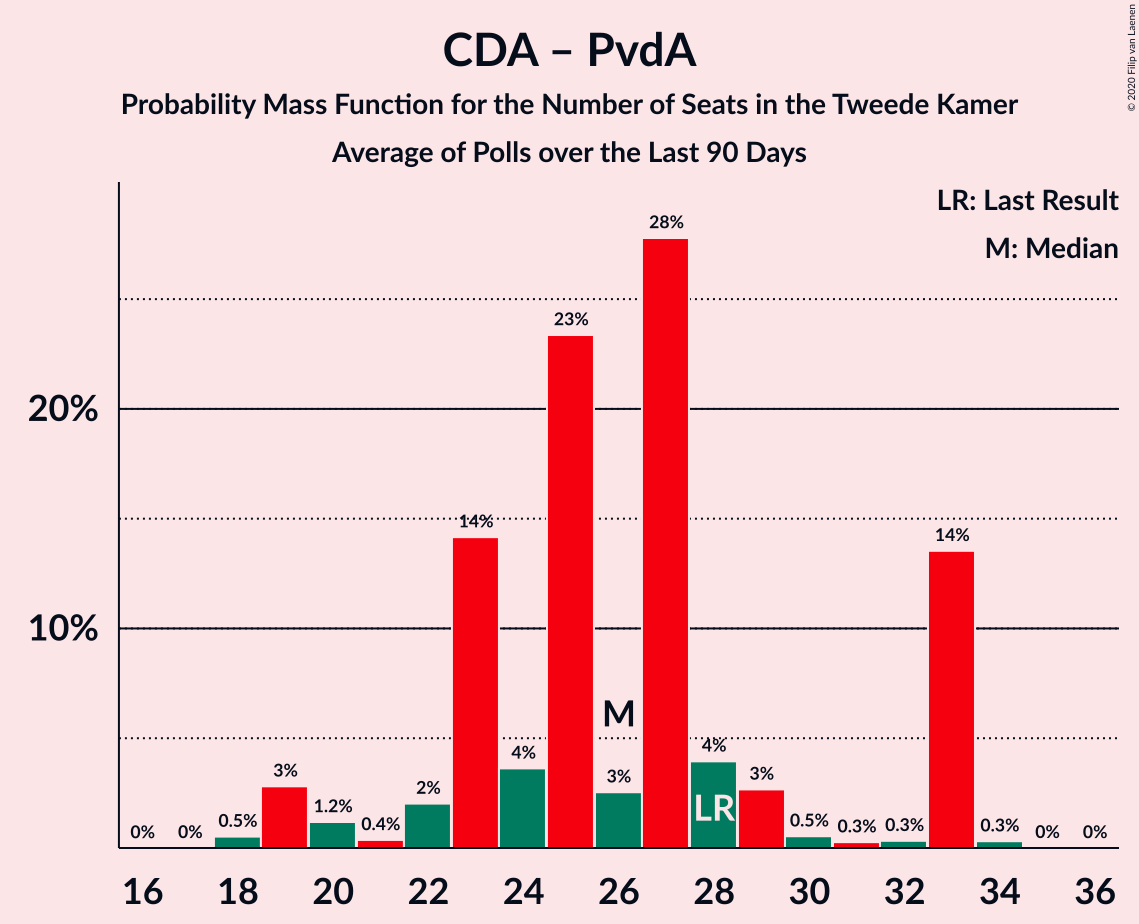 CDA – PvdA
Probability Mass Function for the Number of Seats in the Tweede Kamer
Average of Polls over the Last 90 Days
© 2020 Filip van Laenen
LR: Last Result
M: Median
28%
23%
20%
14%
14%
10%
M
4%
4%
3%
3%
3%
2%
1.2%
0.5%
0.4%
0.5%
0.3%
0.3%
0.3%
0%
0%
0%
0%
LR
16 18 20 22 24 26 28 30 32 34 36